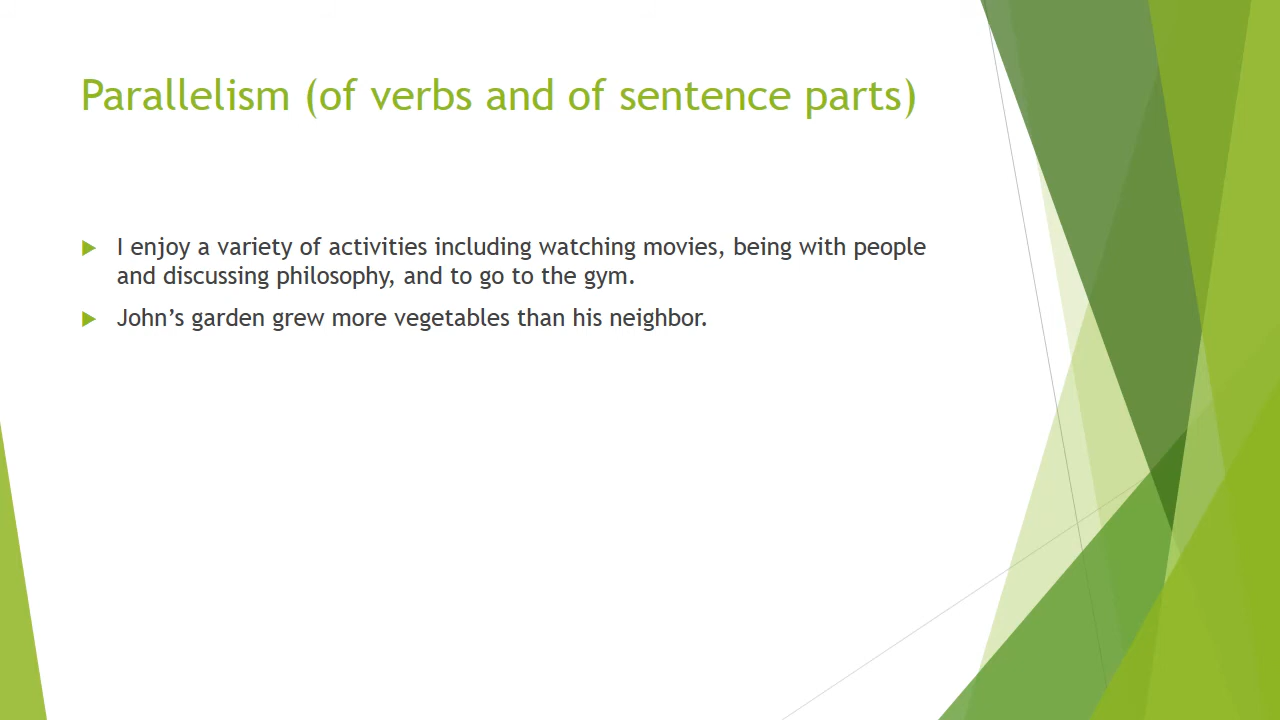 Parallelism (of verbs and of sentence parts)
I enjoy a variety of activities including watching movies, being with people
and discussing philosophy, and to go to the gym.
John’s garden grew more vegetables than his neighbor.